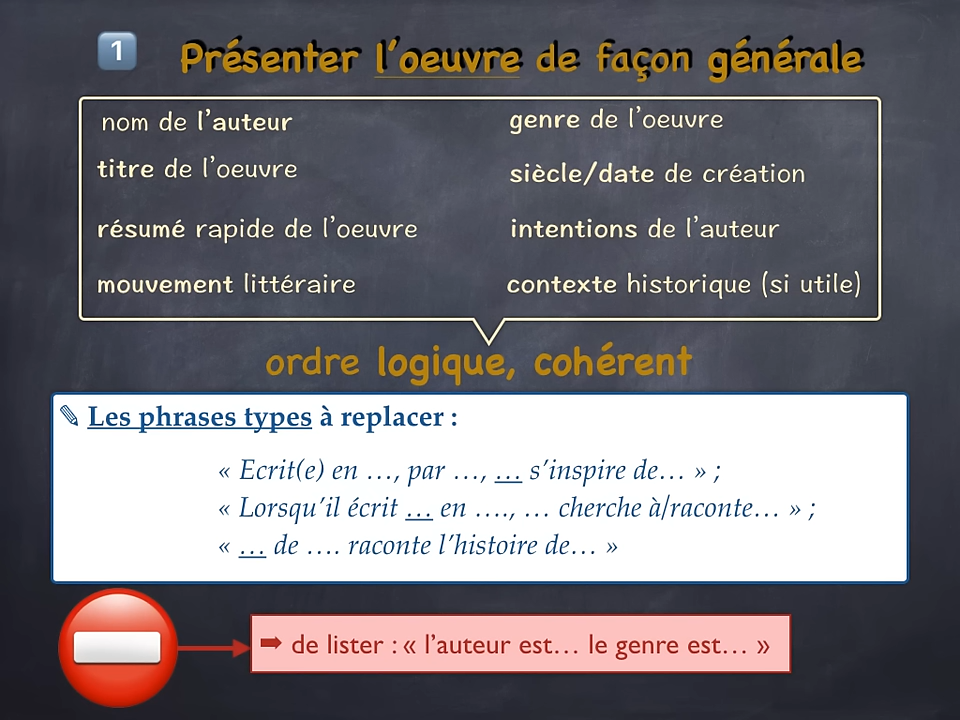 1 Présenter l'oeuvre de façon générale
nom de l'auteur
titre de l'oeuvre
résumé rapide de l'oeuvre
mouvement littéraire
genre de l'oeuvre
siècle/date de création
intentions de l'auteur
contexte historique (si utile)
ordre logique, cohérent
✎ Les phrases types à replacer :
« Ecrit(e) en …, par …, … s'inspire de… » ;
« Lorsqu'il écrit … en …., … cherche à/raconte… » ;
« … de …. raconte l'histoire de… »
➡ de lister : « l'auteur est… le genre est… »